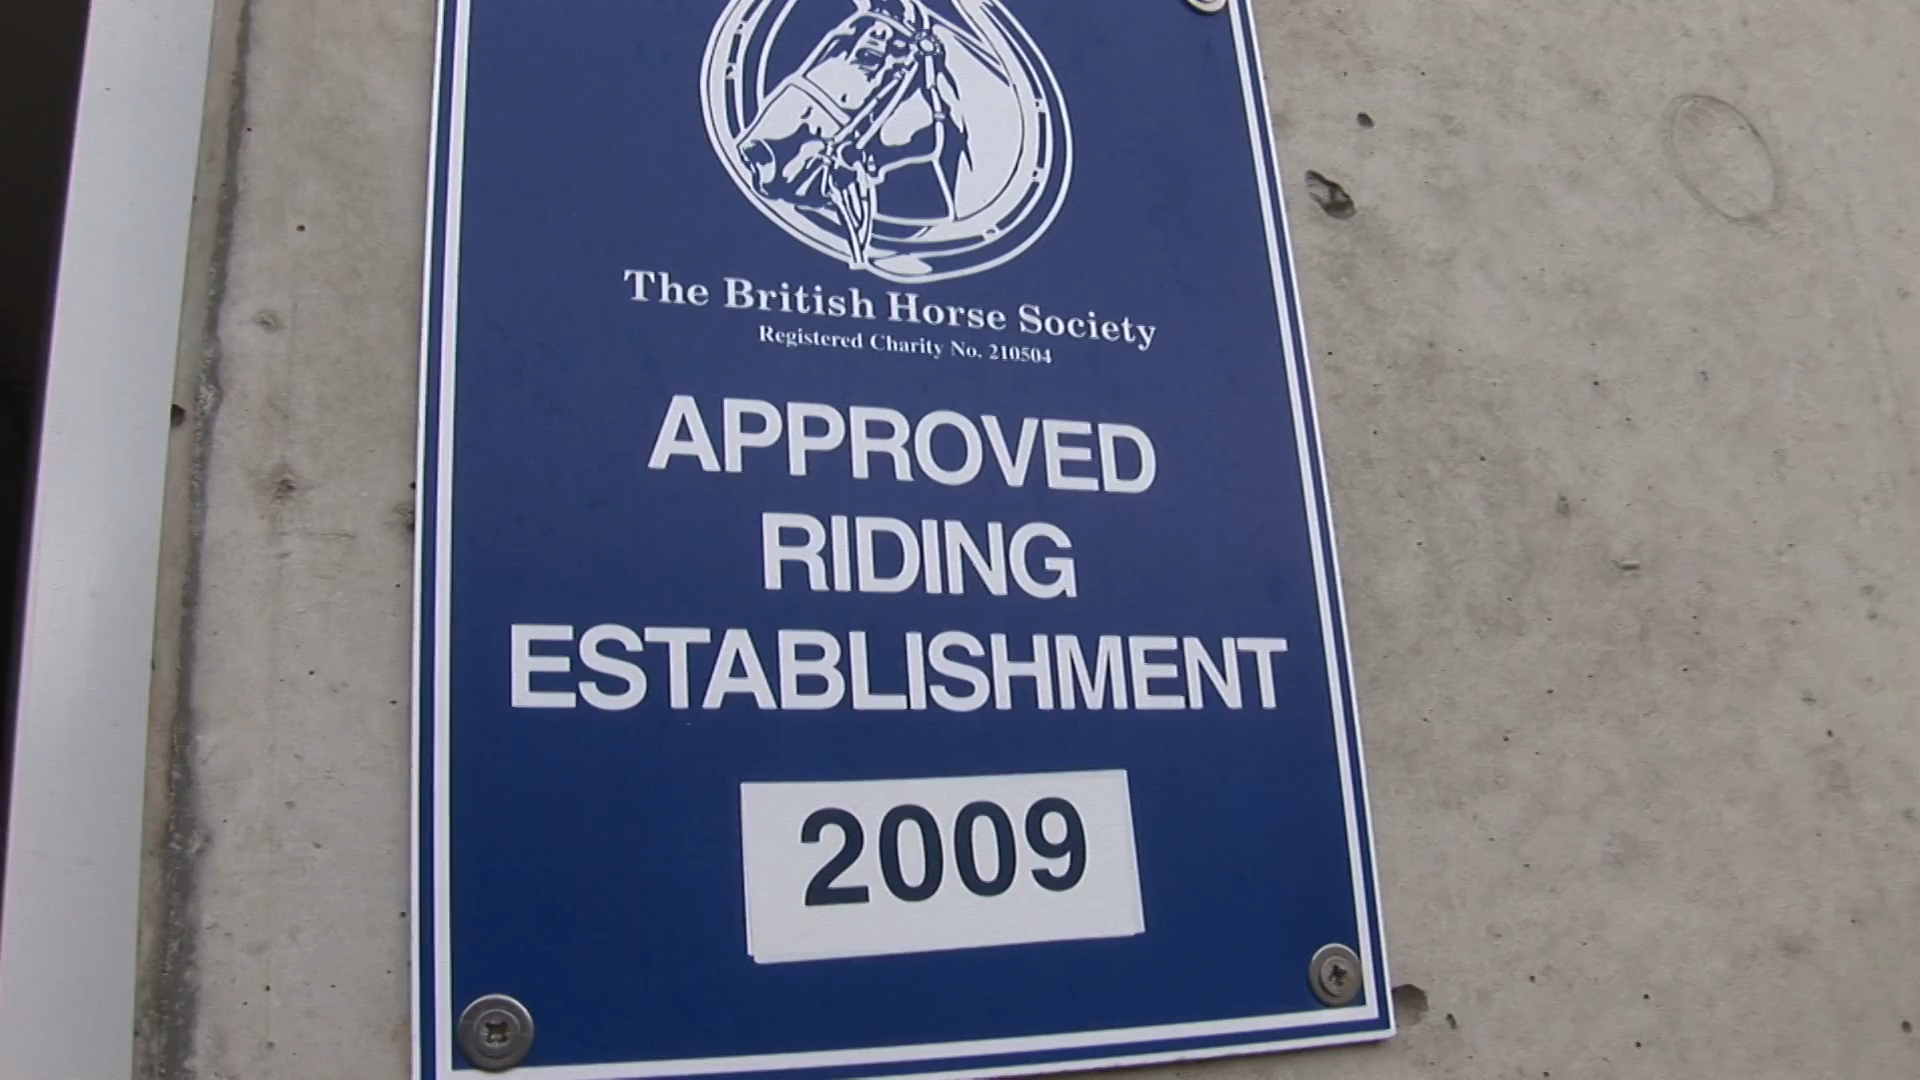 The British Horse Society
Registered Charity No. 210504
APPROVED
RIDING
ESTABLISHMENT
2009